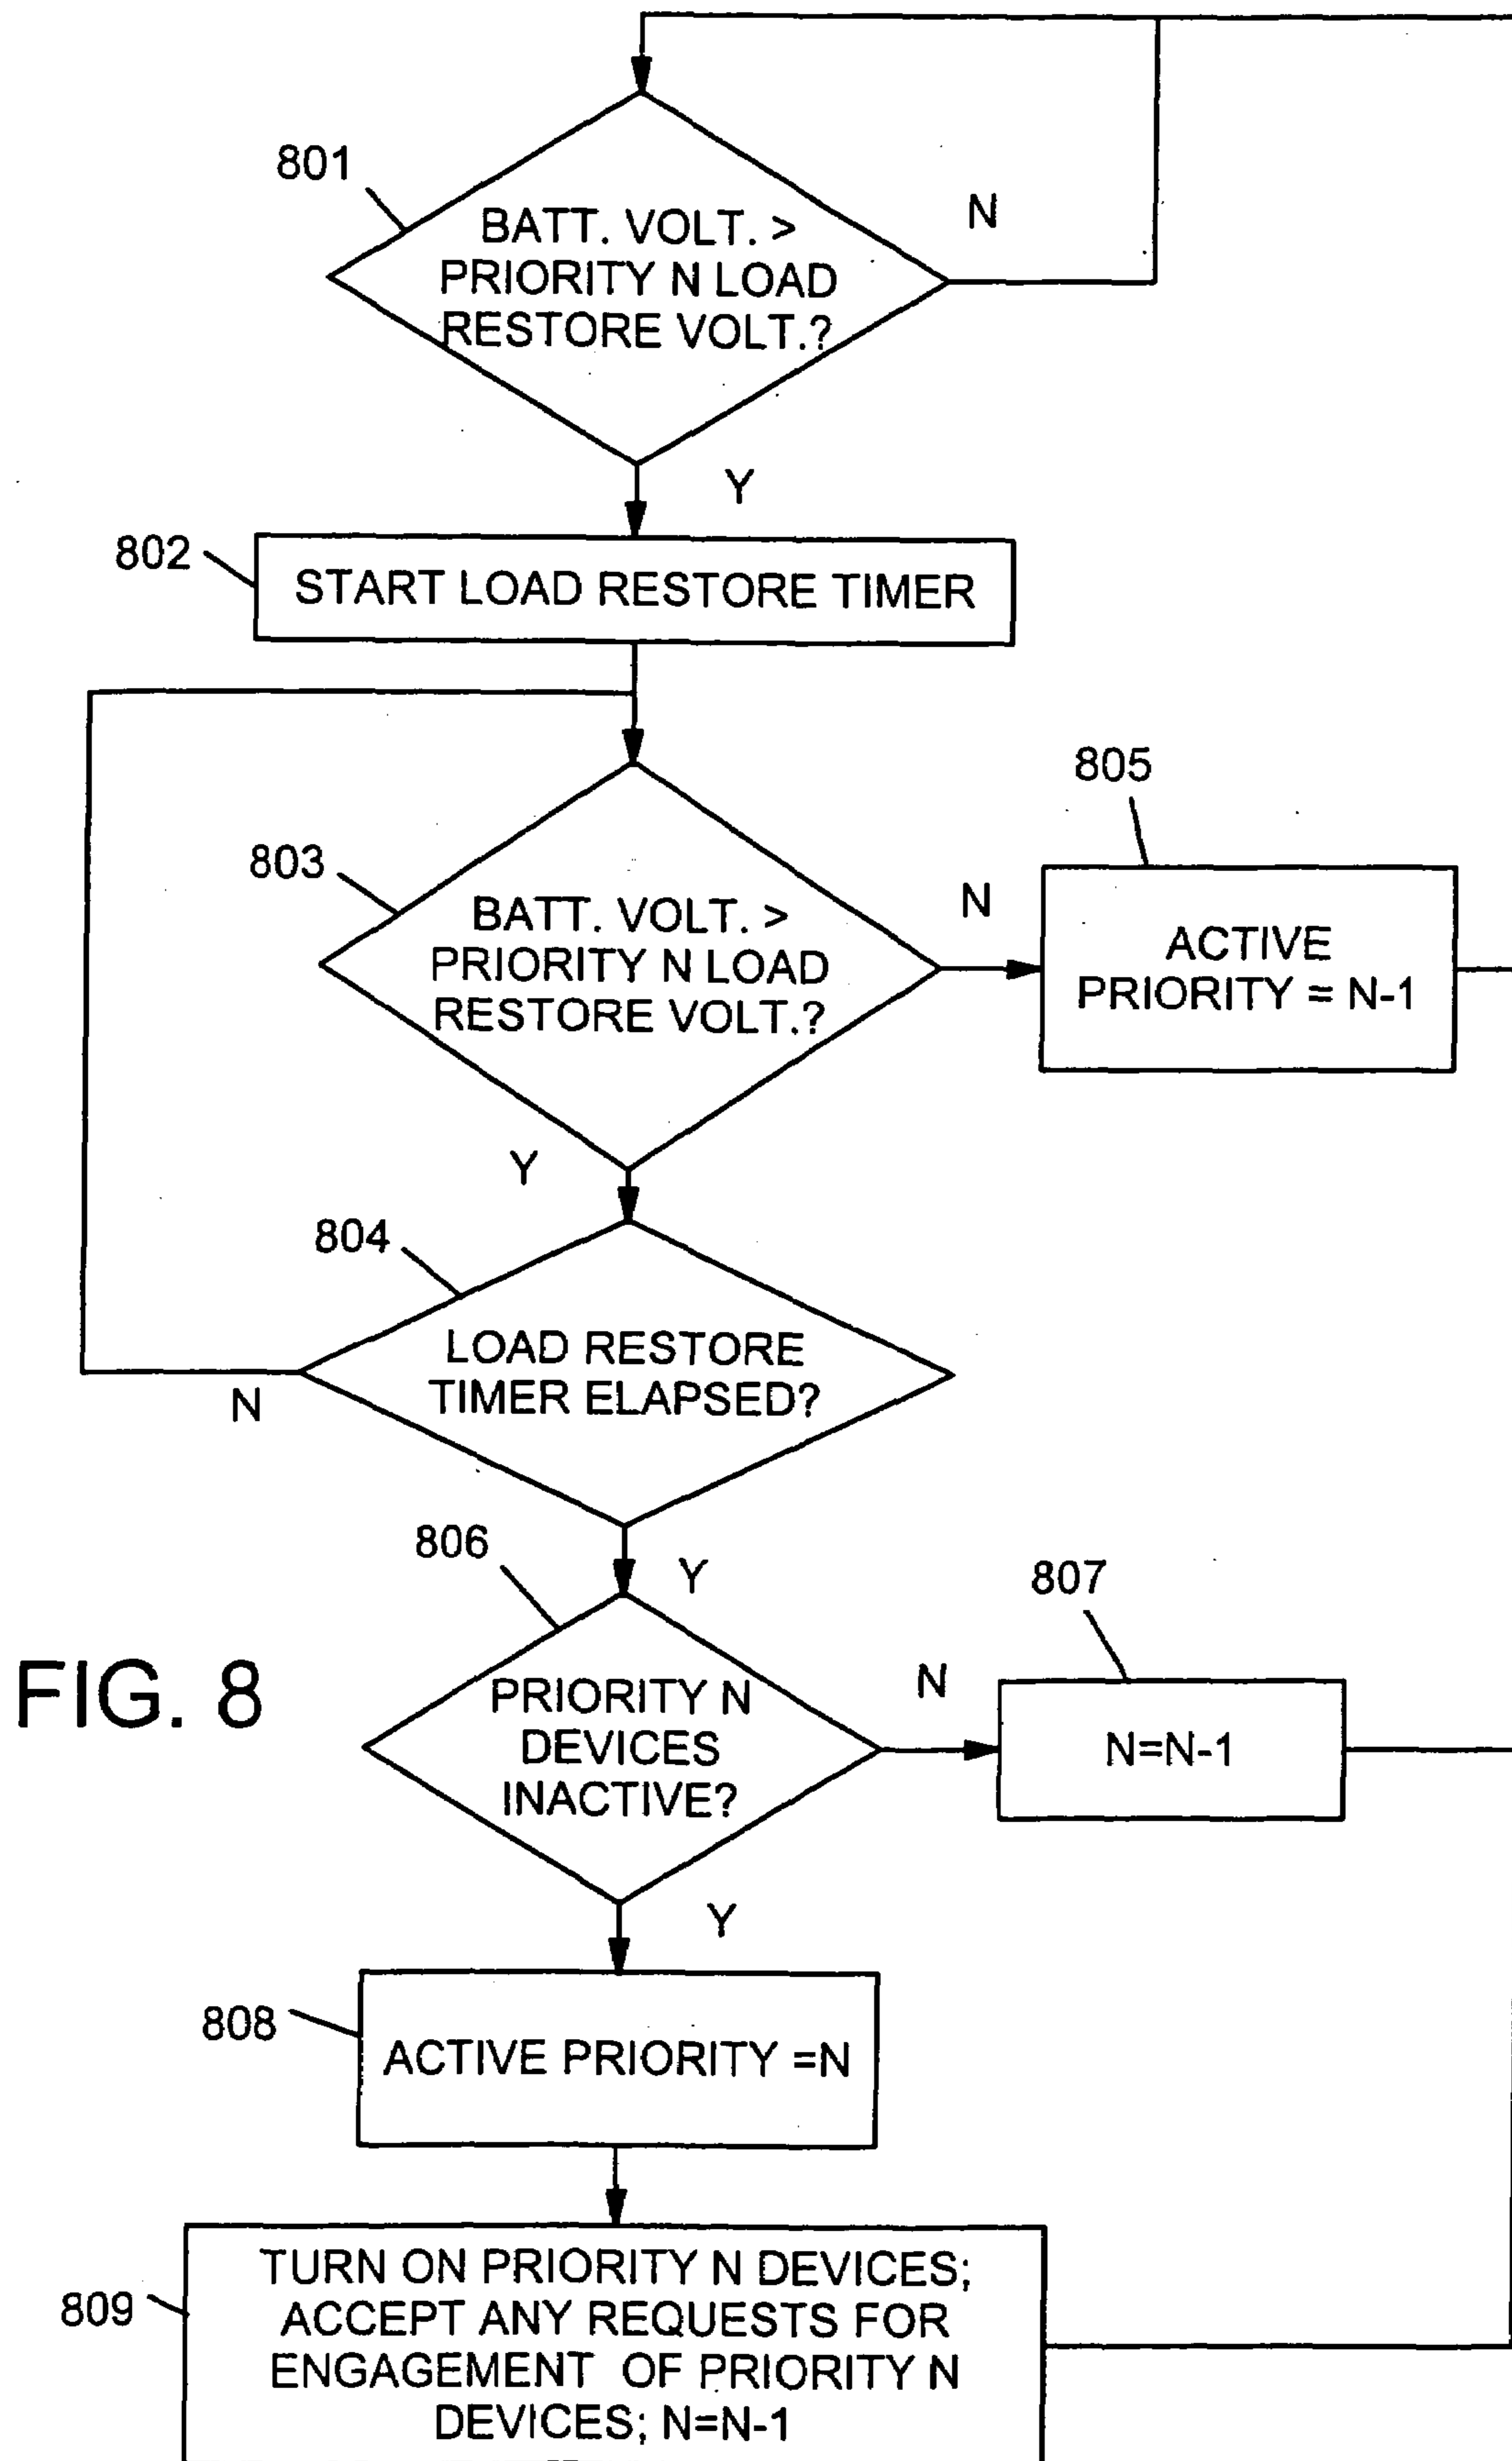 801
BATT. VOLT. >
PRIORITY N LOAD
RESTORE VOLT.?
N
Y
802
START LOAD RESTORE TIMER
805
803
BATT. VOLT. >
PRIORITY N LOAD
RESTORE VOLT.?
N
ACTIVE
PRIORITY = N-1
Y
804
LOAD RESTORE
TIMER ELAPSED?
N
806
Y
807
FIG. 8
PRIORITY N
DEVICES
INACTIVE?
N
N=N-1
Y
808
ACTIVE PRIORITY =N
809
TURN ON PRIORITY N DEVICES;
ACCEPT ANY REQUESTS FOR
ENGAGEMENT OF PRIORITY N
DEVICES; N=N-1